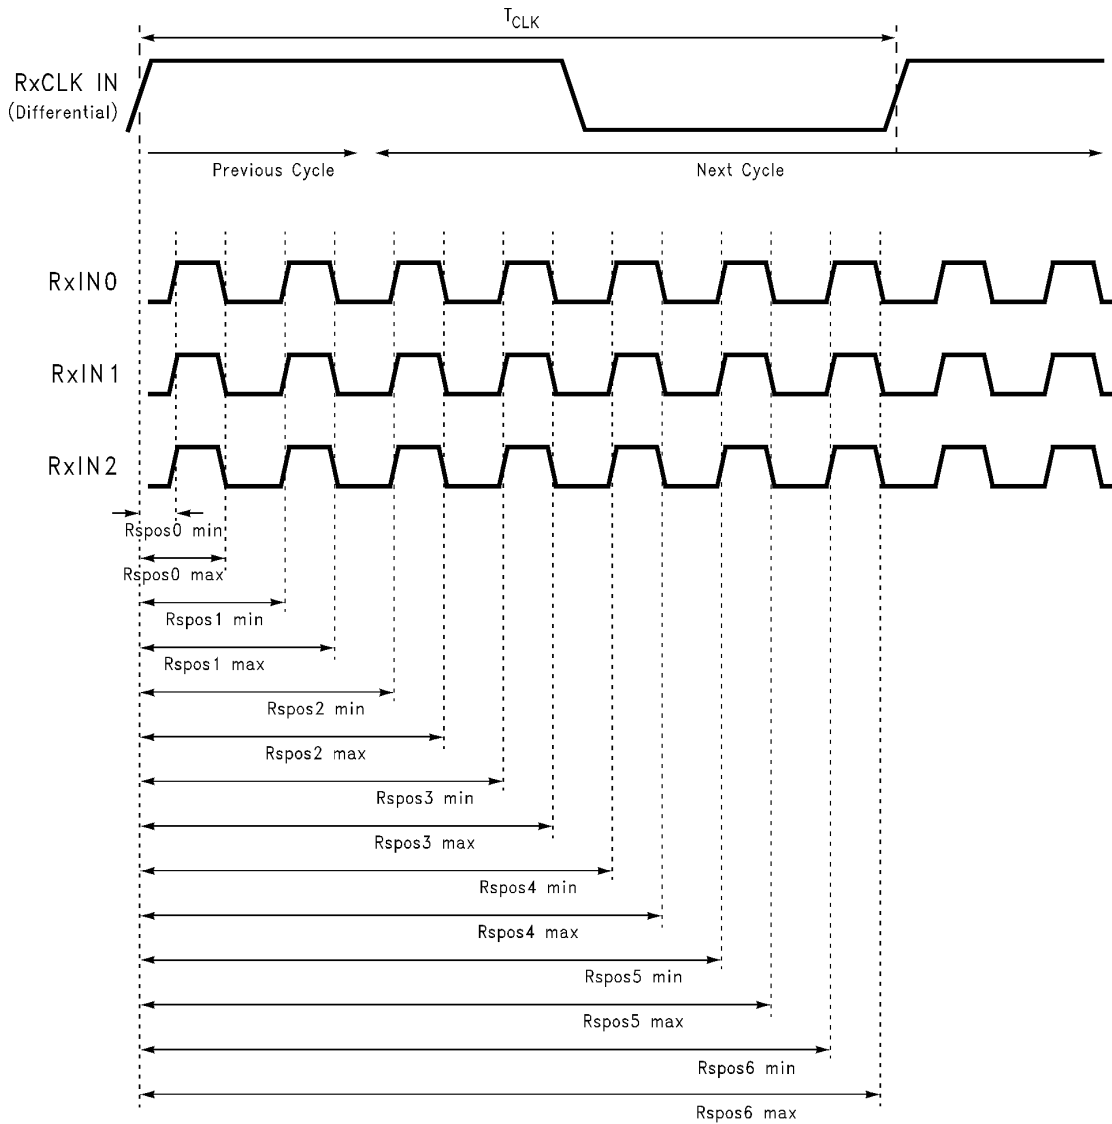 TCLK
RxCLK IN
(Differential)
Previous Cycle
Next Cycle
RxIN0
RxIN1
RxIN2
Rspos0 min
Rspos0 max
Rspos1 min
Rspos1 max
Rspos2 min
Rspos2 max
Rspos3 min
Rspos3 max
Rspos4 min
Rspos4 max
Rspos5 min
Rspos5 max
Rspos6 min
Rspos6 max